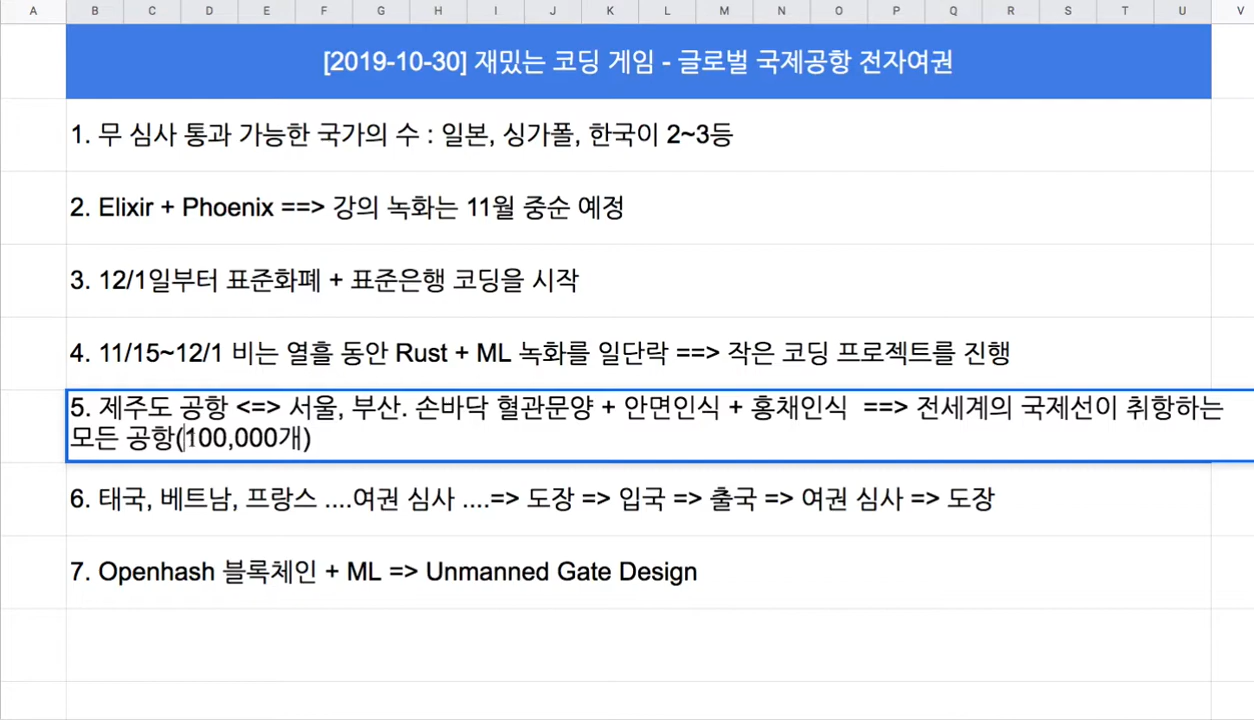 A B C D E F G H I J K L M N O P Q R S T U V
[2019-10-30] 재밌는 코딩 게임 - 글로벌 국제공항 전자여권
1. 무 심사 통과 가능한 국가의 수 : 일본, 싱가폴, 한국이 2~3등
2. Elixir + Phoenix ==> 강의 녹화는 11월 중순 예정
3. 12/1일부터 표준화폐 + 표준은행 코딩을 시작
4. 11/15~12/1 비는 열흘 동안 Rust + ML 녹화를 일단락 ==> 작은 코딩 프로젝트를 진행
5. 제주도 공항 <=> 서울, 부산. 손바닥 혈관문양 + 안면인식 + 홍채인식 ==> 전세계의 국제선이 취항하는
모든 공항(100,000개)
6. 태국, 베트남, 프랑스 ....여권 심사 ....=> 도장 => 입국 => 출국 => 여권 심사 => 도장
7. Openhash 블록체인 + ML => Unmanned Gate Design